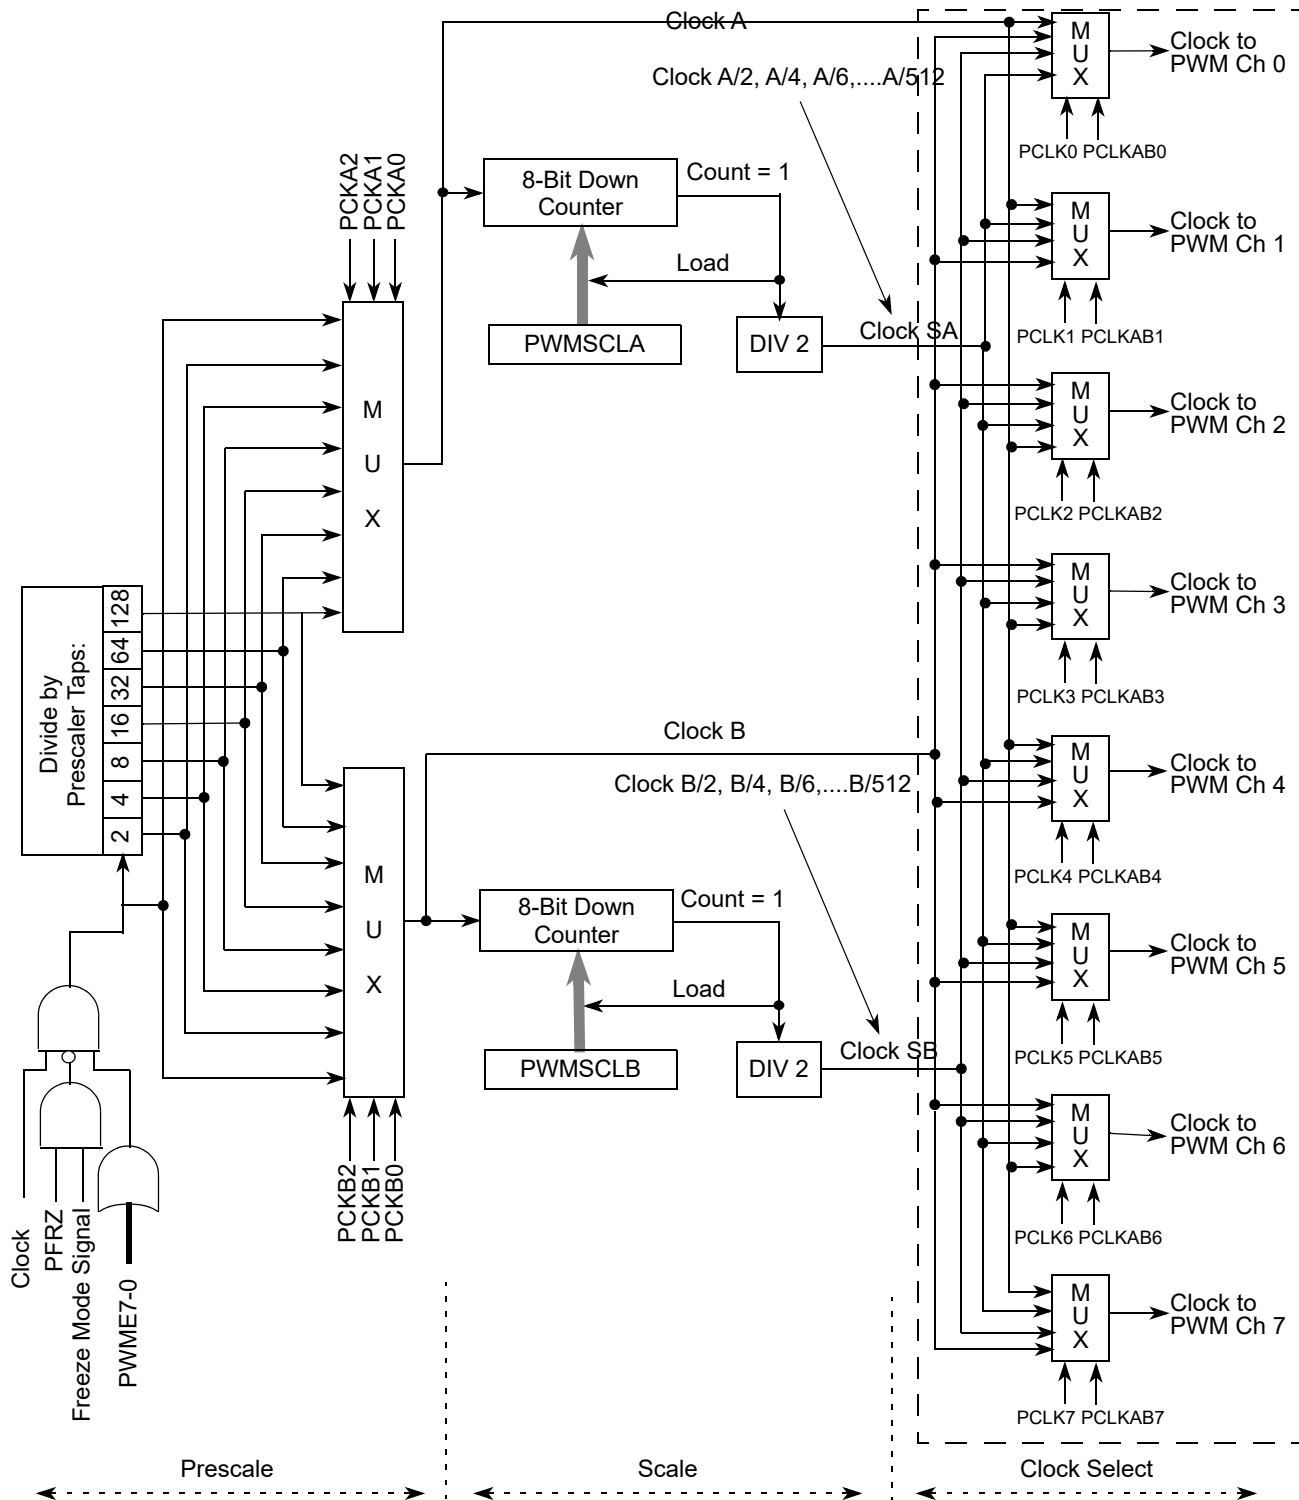 Clock A
Clock A/2, A/4, A/6,....A/512
PCKA2
PCKA1
PCKA0
8-Bit Down
Counter
Count = 1
Load
PWMSCLA
DIV 2
Clock SA
M
U
X
Divide by
Prescaler Taps:
128
64
32
16
8
4
2
Clock B
Clock B/2, B/4, B/6,....B/512
M
U
X
8-Bit Down
Counter
Count = 1
Load
PWMSCLB
DIV 2
Clock SB
PCKB2
PCKB1
PCKB0
Clock
PFRZ
Freeze Mode Signal
PWME7-0
M
U
X
Clock to
PWM Ch 0
PCLK0 PCLKAB0
M
U
X
Clock to
PWM Ch 1
PCLK1 PCLKAB1
M
U
X
Clock to
PWM Ch 2
PCLK2 PCLKAB2
M
U
X
Clock to
PWM Ch 3
PCLK3 PCLKAB3
M
U
X
Clock to
PWM Ch 4
PCLK4 PCLKAB4
M
U
X
Clock to
PWM Ch 5
PCLK5 PCLKAB5
M
U
X
Clock to
PWM Ch 6
PCLK6 PCLKAB6
M
U
X
Clock to
PWM Ch 7
PCLK7 PCLKAB7
Prescale
Scale
Clock Select